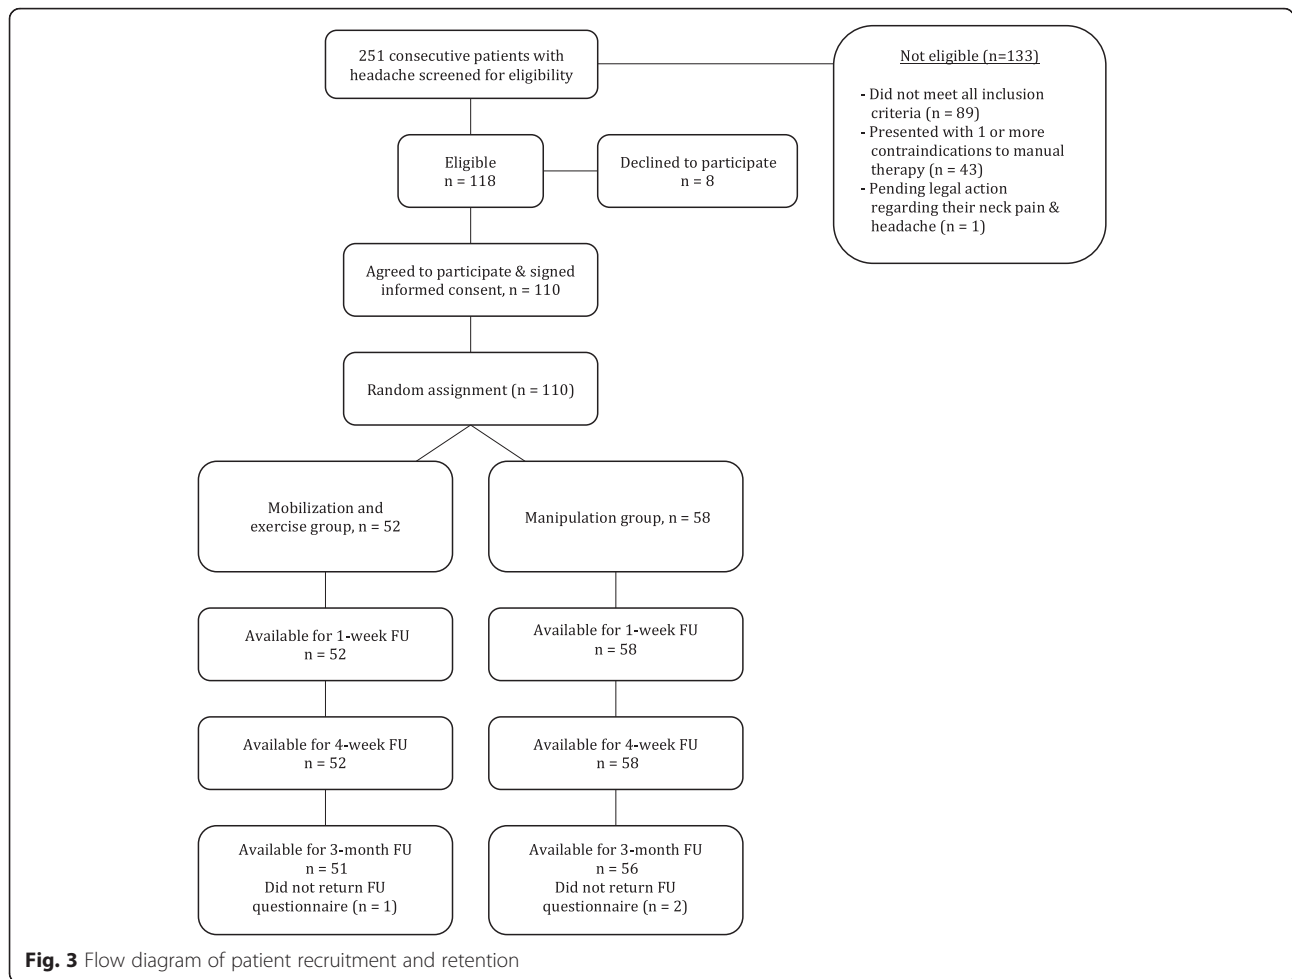 251 consecutive patients with
headache screened for eligibility
Not eligible (n=133)
- Did not meet all inclusion
criteria (n = 89)
- Presented with 1 or more
contraindications to manual
therapy (n = 43)
- Pending legal action
regarding their neck pain &
headache (n = 1)
Eligible
n = 118
Declined to participate
n = 8
Agreed to participate & signed
informed consent, n = 110
Random assignment (n = 110)
Mobilization and
exercise group, n = 52
Manipulation group, n = 58
Available for 1-week FU
n = 52
Available for 1-week FU
n = 58
Available for 4-week FU
n = 52
Available for 4-week FU
n = 58
Available for 3-month FU
n = 51
Did not return FU
questionnaire (n = 1)
Available for 3-month FU
n = 56
Did not return FU
questionnaire (n = 2)
Fig. 3 Flow diagram of patient recruitment and retention